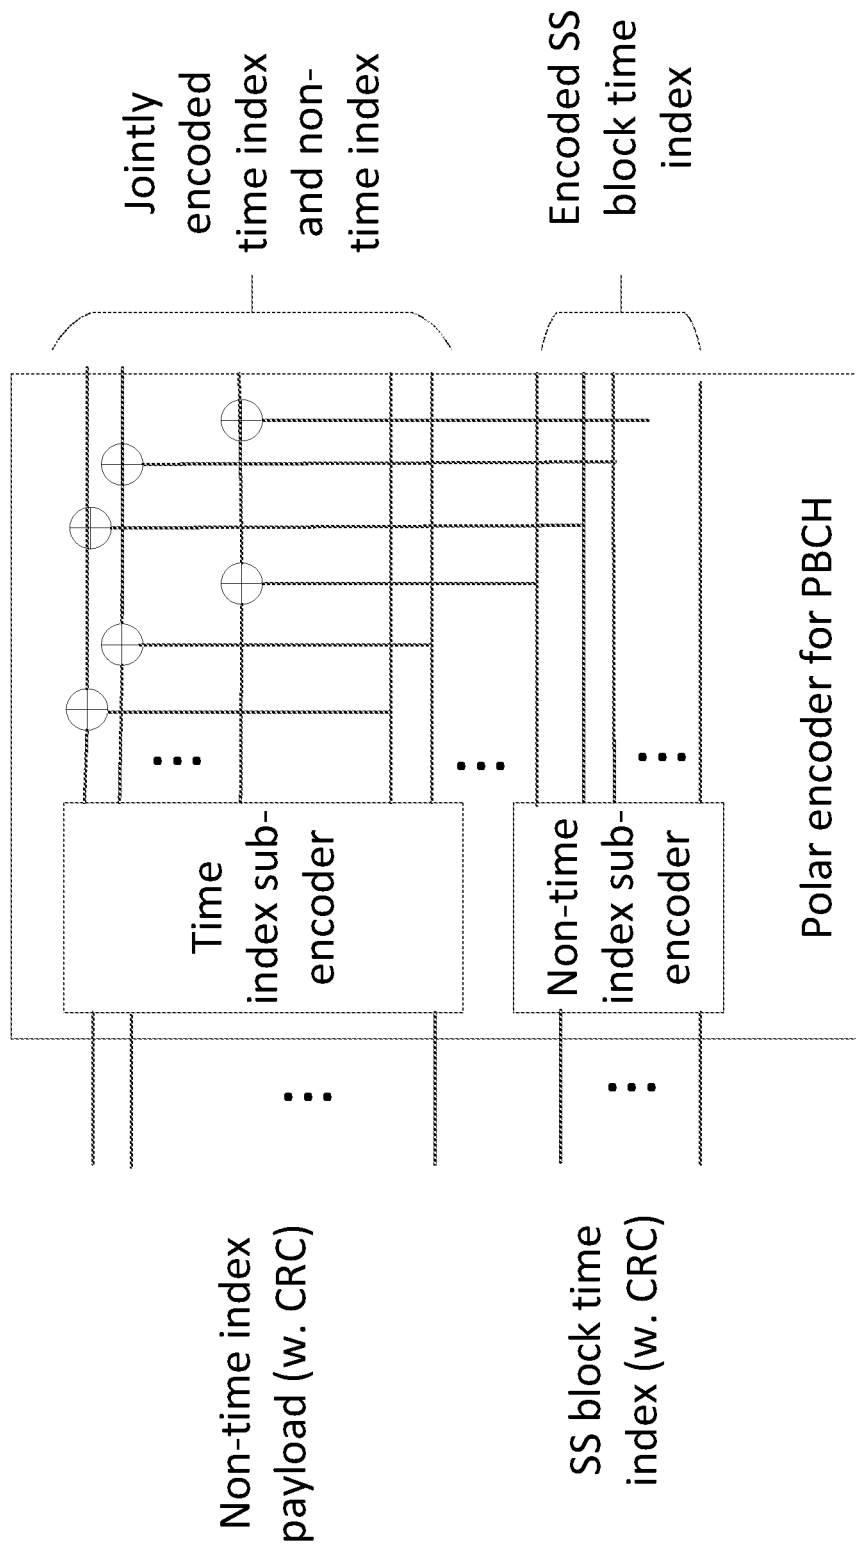 Non-time index
payload (w. CRC)
SS block time
index (w. CRC)
Time
index sub-
encoder
Non-time
index sub-
encoder
Polar encoder for PBCH
Jointly
encoded
time index
and non-
time index
Encoded SS
block time
index